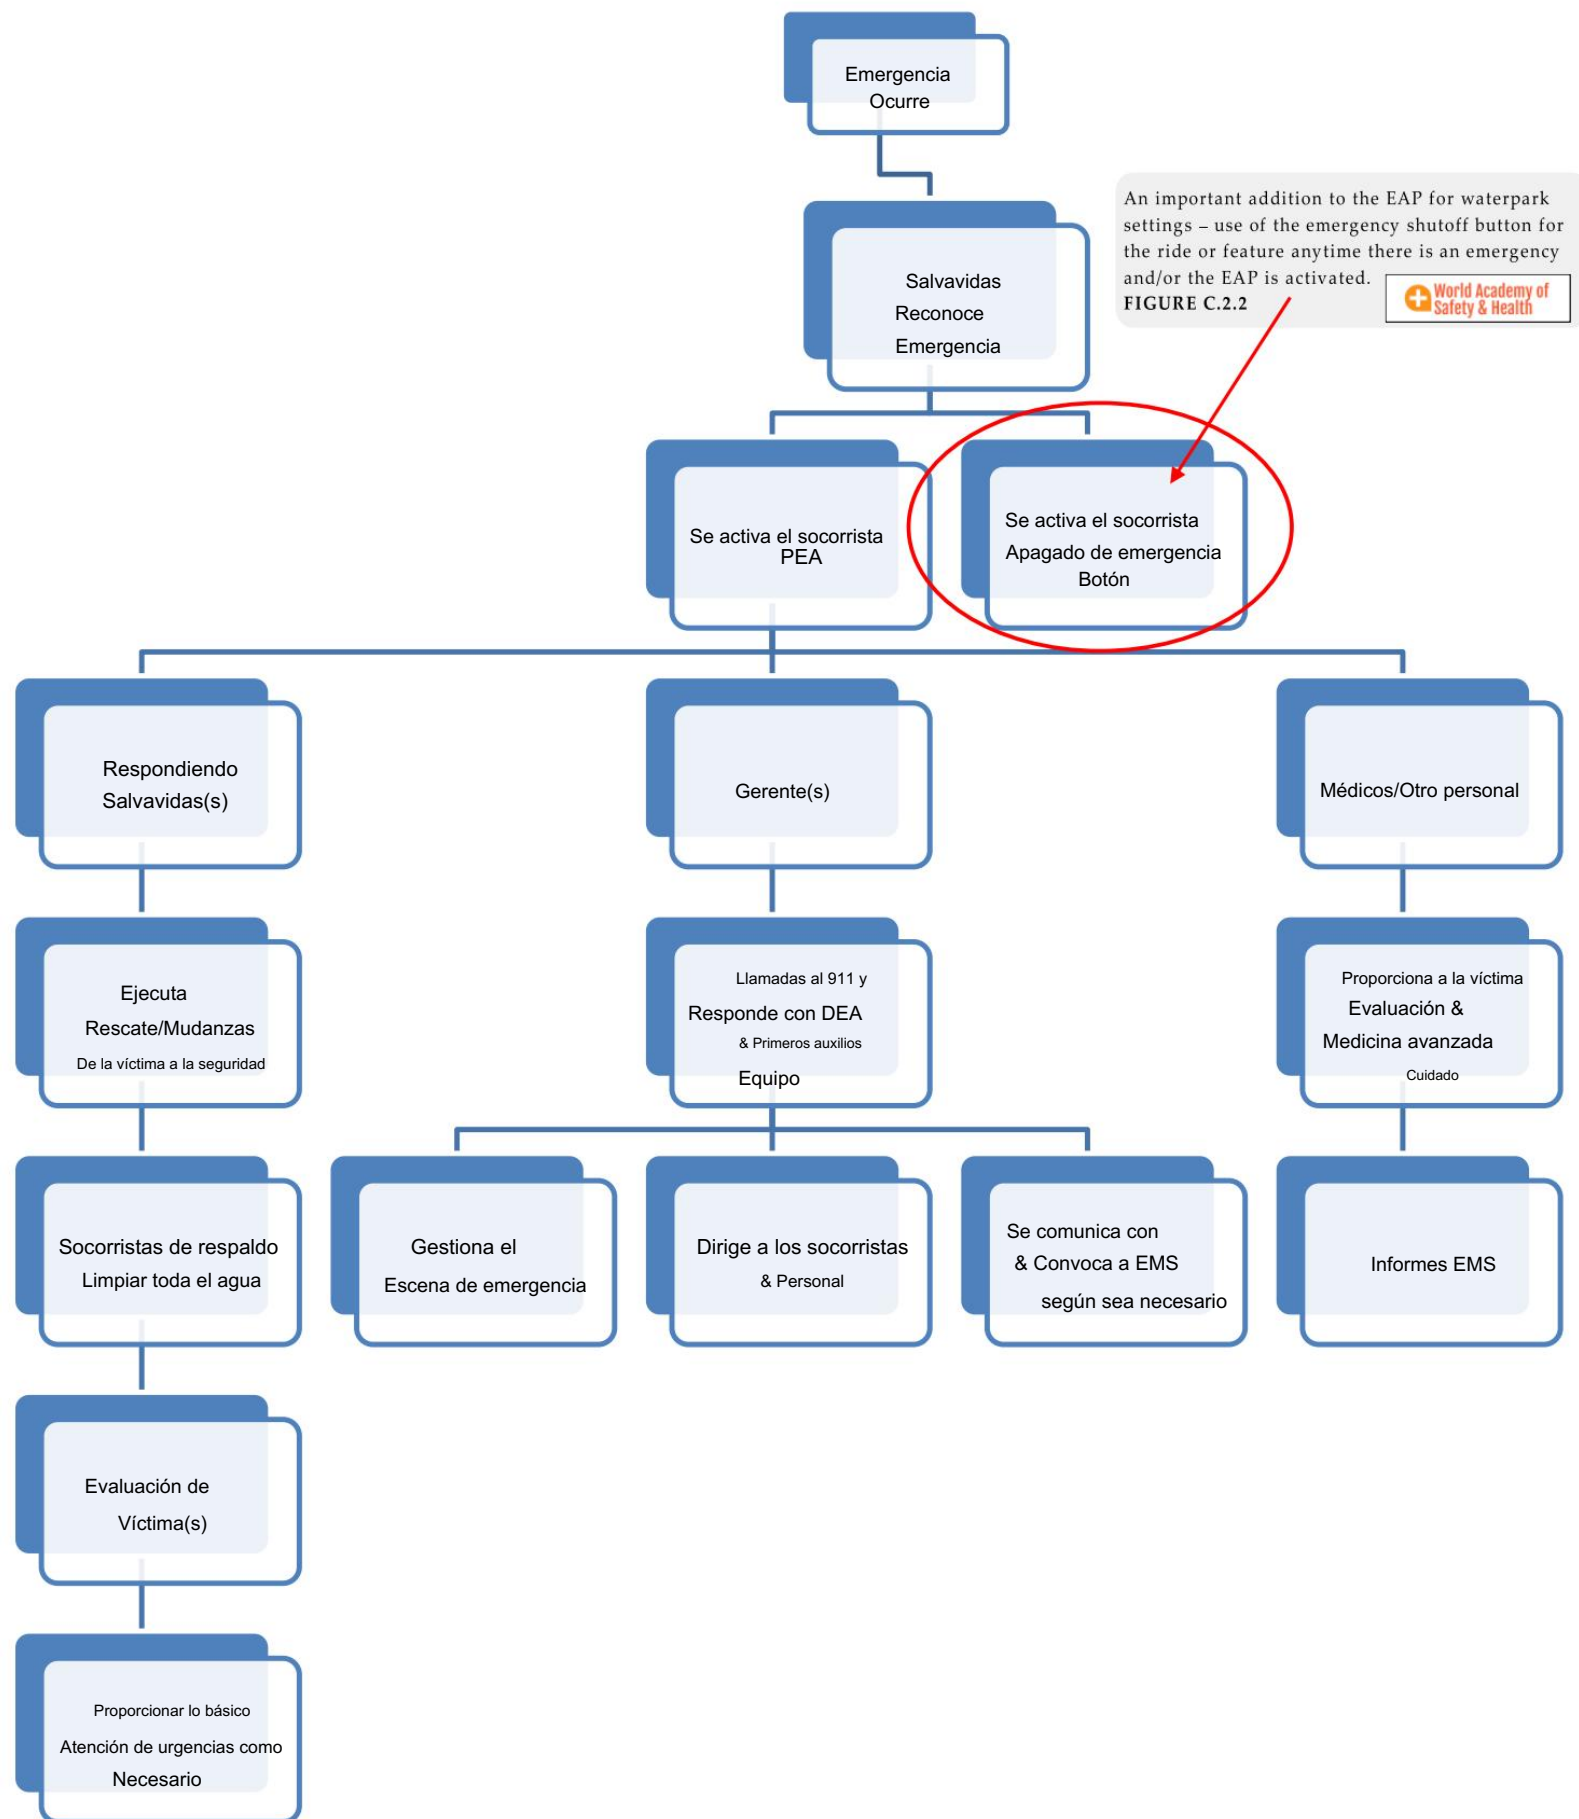 Emergencia
Ocurre
An important addition to the EAP for waterpark
settings – use of the emergency shutoff button for
the ride or feature anytime there is an emergency
and/or the EAP is activated.
FIGURE C.2.2
World Academy of
Safety & Health
Salvavidas
Reconoce
Emergencia
Se activa el socorrista
PEA
Se activa el socorrista
Apagado de emergencia
Botón
Respondiendo
Salvavidas(s)
Gerente(s)
Médicos/Otro personal
Ejecuta
Rescate/Mudanzas
De la víctima a la seguridad
Llamadas al 911 y
Responde con DEA
& Primeros auxilios
Equipo
Proporciona a la víctima
Evaluación &
Medicina avanzada
Cuidado
Socorristas de respaldo
Limpiar toda el agua
Gestiona el
Escena de emergencia
Dirige a los socorristas
& Personal
Se comunica con
& Convoca a EMS
según sea necesario
Informes EMS
Evaluación de
Víctima(s)
Proporcionar lo básico
Atención de urgencias como
Necesario